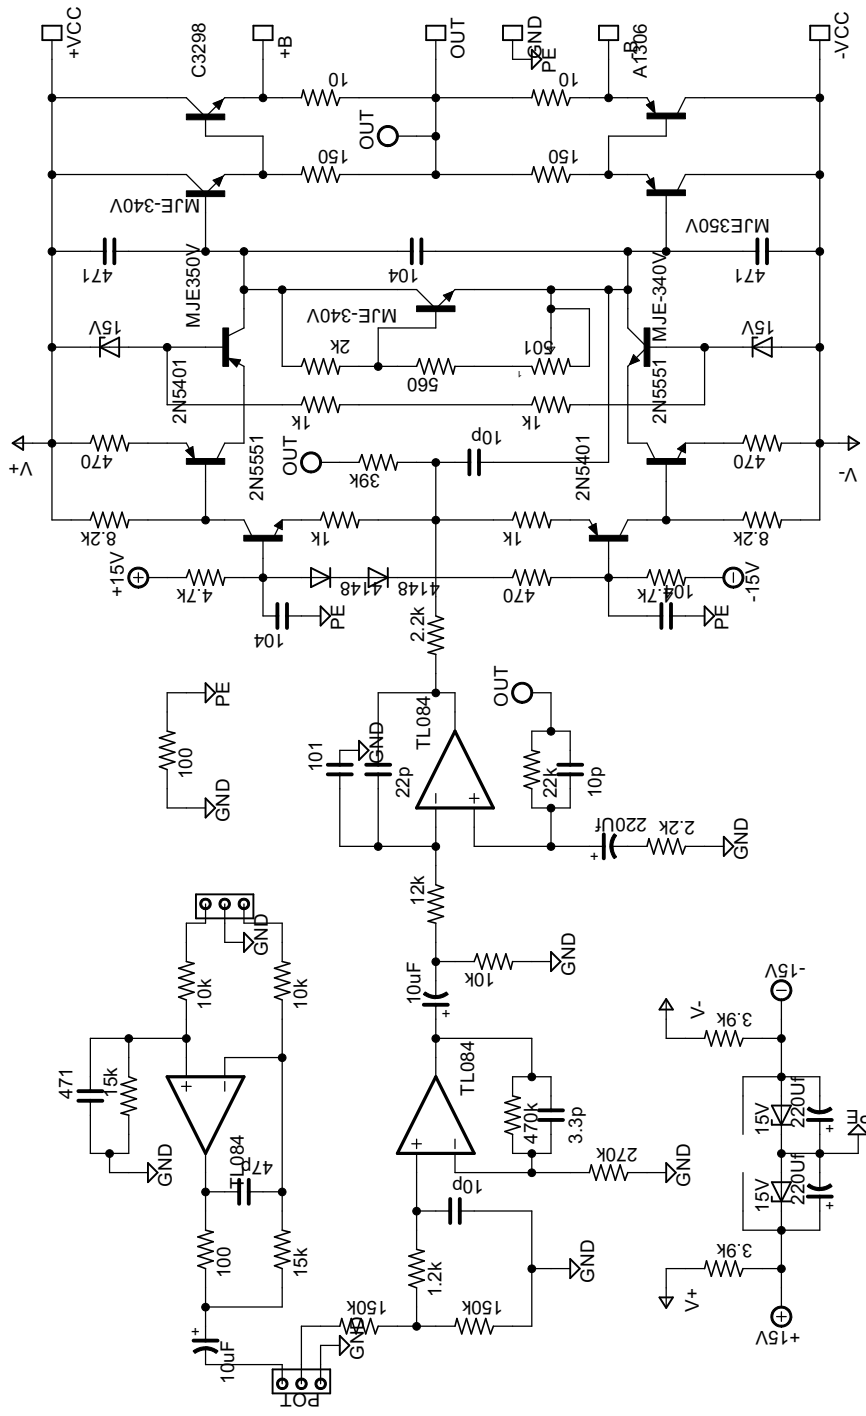 +VCC
+B
OUT
GND
PE
-B
-VCC
C3298
A1306
10
10
OUT
150
150
MJE-340V
MJE350V
471
104
471
MJE350V
MJE-340V
MJE-340V
15V
2k
560
501
15V
2N5401
1k
1k
2N5551
V+
470
2N5551
OUT
39k
10p
2N5401
470
V-
8.2k
1k
1k
8.2k
+15V
4.7k
4148
4148
470
4.7k
-15V
104
PE
104
PE
2.2k
PE
100
GND
OUT
TL084
101
GND
22p
22k
10p
220Uf
+
2.2k
GND
−
+
12k
GND
10k
10k
10uF
+
10k
GND
471
15k
GND
+
−
TL084
47p
TL084
+
−
470k
3.3p
270k
GND
10p
100
15k
1.2k
GND
150k
150k
+
10uF
GND
POT
-15V
V-
3.9k
15V
220Uf
+
15V
220Uf
+
PE
3.9k
V+
+15V